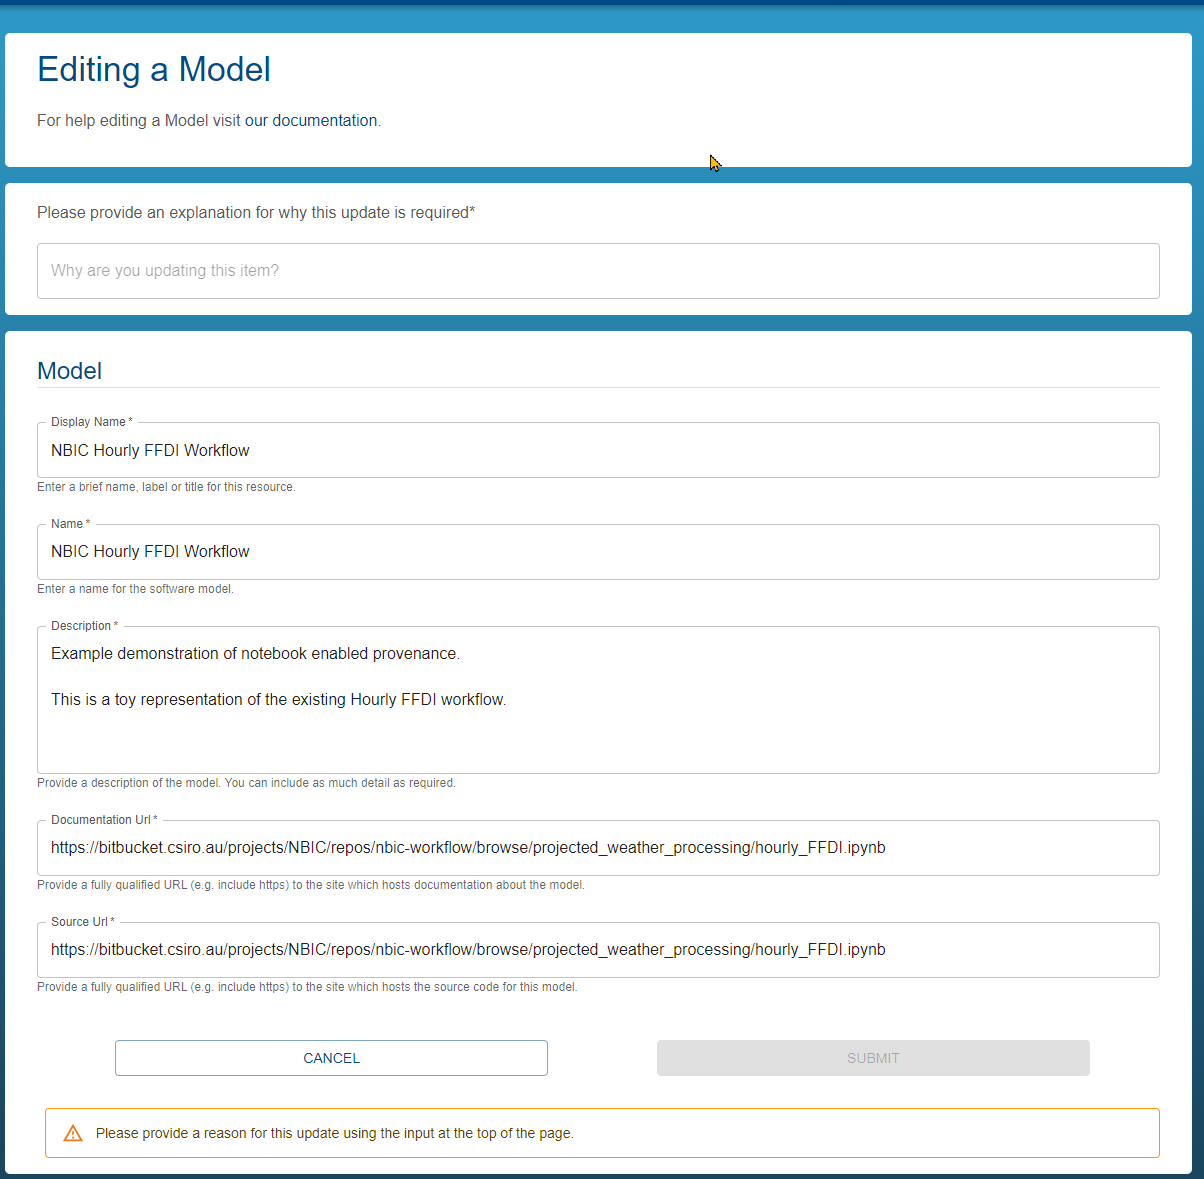 Editing a Model
For help editing a Model visit our documentation.
Please provide an explanation for why this update is required*
Why are you updating this item?
Model
Display Name *
NBIC Hourly FFDI Workflow
Enter a brief name, label or title for this resource.
Name *
NBIC Hourly FFDI Workflow
Enter a name for the software model.
Description *
Example demonstration of notebook enabled provenance.
This is a toy representation of the existing Hourly FFDI workflow.
Provide a description of the model. You can include as much detail as required.
Documentation Url *
https://bitbucket.csiro.au/projects/NBIC/repos/nbic-workflow/browse/projected_weather_processing/hourly_FFDI.ipynb
Provide a fully qualified URL (e.g. include https) to the site which hosts documentation about the model.
Source Url *
https://bitbucket.csiro.au/projects/NBIC/repos/nbic-workflow/browse/projected_weather_processing/hourly_FFDI.ipynb
Provide a fully qualified URL (e.g. include https) to the site which hosts the source code for this model.
CANCEL
SUBMIT
Please provide a reason for this update using the input at the top of the page.